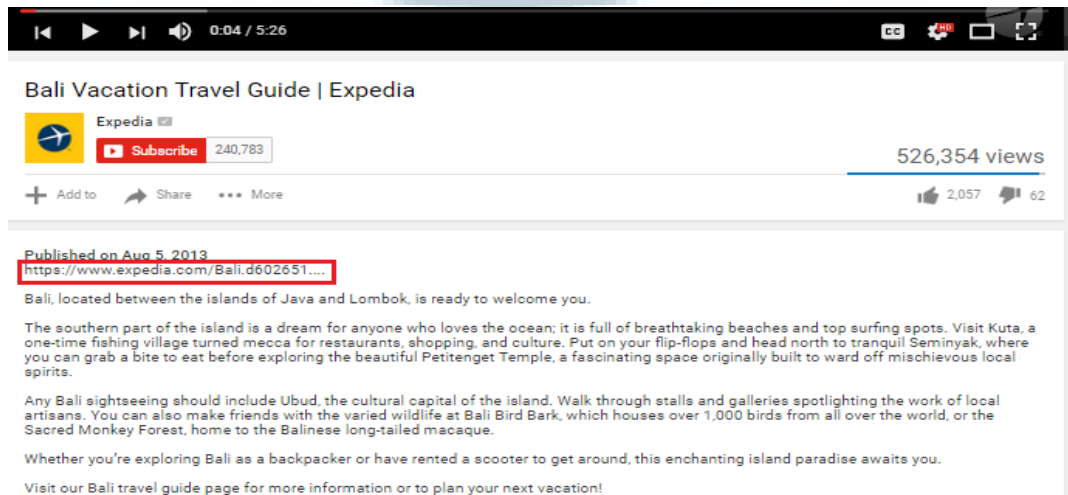 0:04 / 5:26
CC
HD
Bali Vacation Travel Guide | Expedia
Expedia
Subscribe 240,783
526,354 views
Add to Share More
2,057 62
Published on Aug 5, 2013
https://www.expedia.com/Bali.d602651....
Bali, located between the islands of Java and Lombok, is ready to welcome you.
The southern part of the island is a dream for anyone who loves the ocean; it is full of breathtaking beaches and top surfing spots. Visit Kuta, a
one-time fishing village turned mecca for restaurants, shopping, and culture. Put on your flip-flops and head north to tranquil Seminyak, where
you can grab a bite to eat before exploring the beautiful Petitenget Temple, a fascinating space originally built to ward off mischievous local
spirits.
Any Bali sightseeing should include Ubud, the cultural capital of the island. Walk through stalls and galleries spotlighting the work of local
artisans. You can also make friends with the varied wildlife at Bali Bird Bark, which houses over 1,000 birds from all over the world, or the
Sacred Monkey Forest, home to the Balinese long-tailed macaque.
Whether you're exploring Bali as a backpacker or have rented a scooter to get around, this enchanting island paradise awaits you.
Visit our Bali travel guide page for more information or to plan your next vacation!